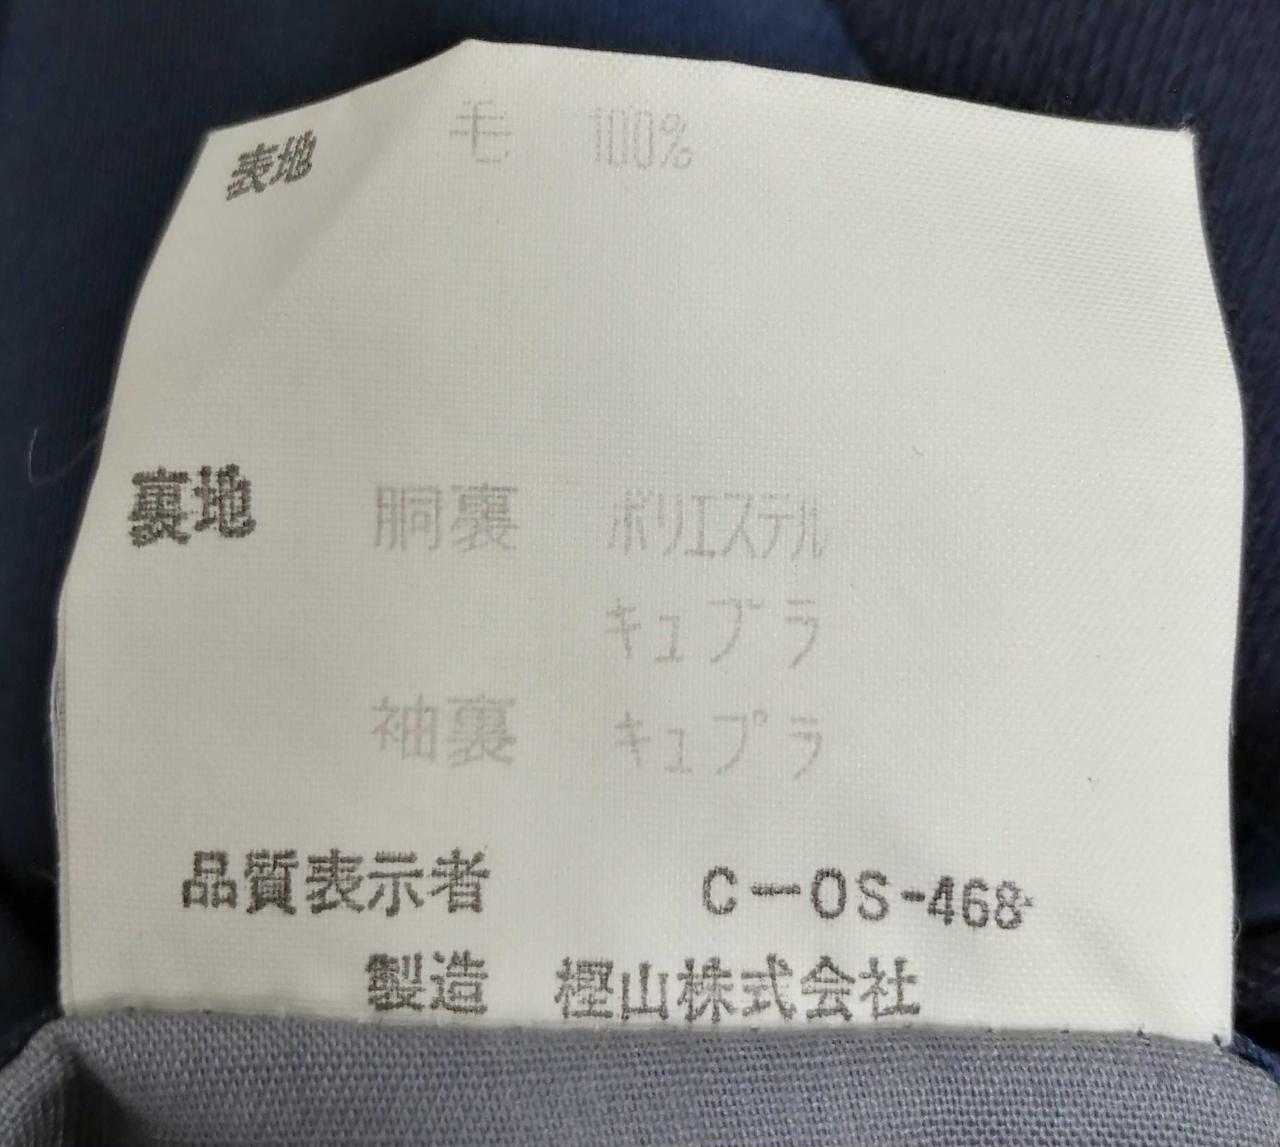 表地 毛 100%
裏地 胴裏 ポリエステル
キュプラ
袖裏 キュプラ
品質表示者 C-OS-468
製造 樫山株式会社